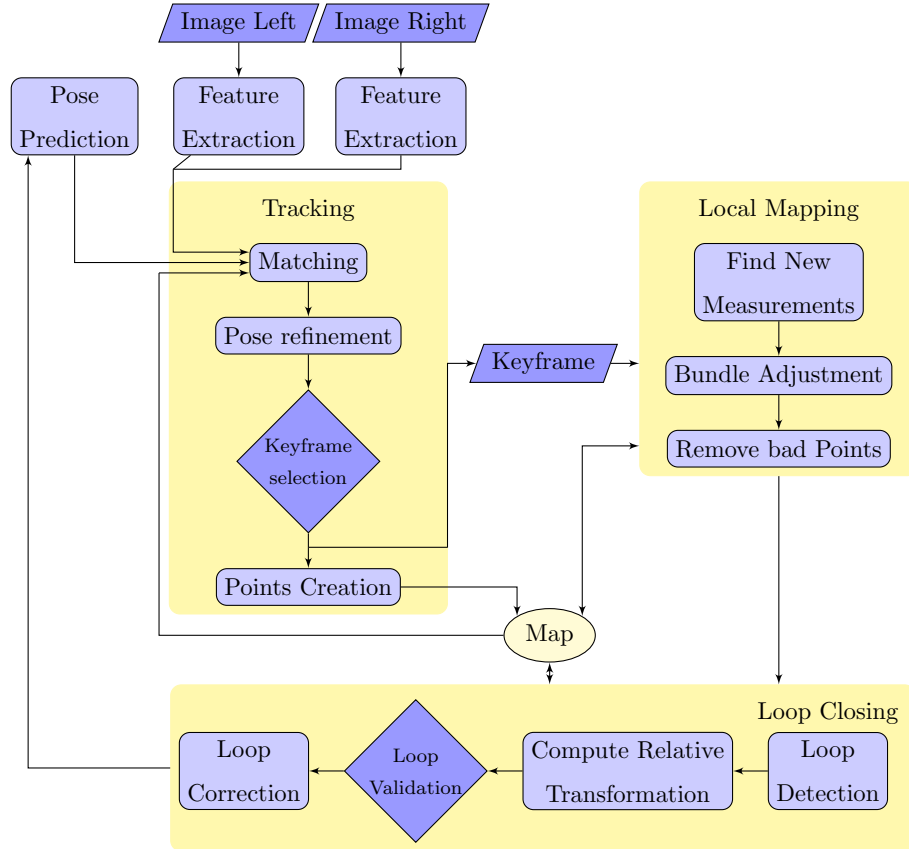 Image Left
Image Right
Pose
Prediction
Feature
Extraction
Feature
Extraction
Tracking
Local Mapping
Matching
Find New
Measurements
Pose refinement
Keyframe
Bundle Adjustment
Keyframe
selection
Remove bad Points
Points Creation
Map
Loop Closing
Loop
Correction
Loop
Validation
Compute Relative
Transformation
Loop
Detection